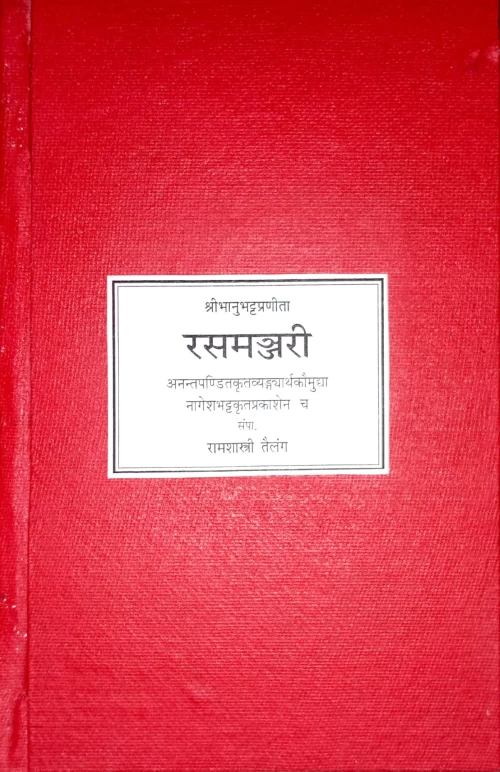 श्रीभानुभट्टप्रणीता
रसमञ्जरी
अनन्तपण्डितकृतव्यङ्ग्यार्थकौमुद्या
नागेशभट्टकृतप्रकाशेन च
संपा.
रामशास्त्री तैलंग